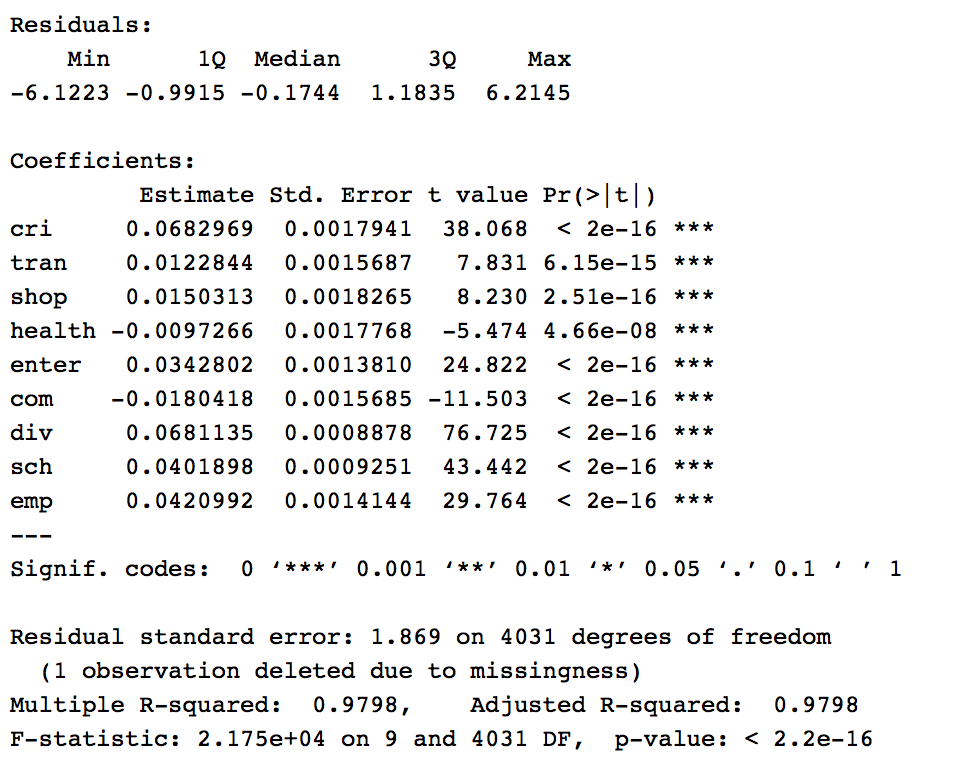 Residuals:
    Min      1Q  Median      3Q     Max
-6.1223 -0.9915 -0.1744  1.1835  6.2145

Coefficients:
         Estimate Std. Error t value Pr(>|t|)
cri     0.0682969  0.0017941  38.068  < 2e-16 ***
tran    0.0122844  0.0015687   7.831 6.15e-15 ***
shop    0.0150313  0.0018265   8.230 2.51e-16 ***
health -0.0097266  0.0017768  -5.474 4.66e-08 ***
enter   0.0342802  0.0013810  24.822  < 2e-16 ***
com    -0.0180418  0.0015685 -11.503  < 2e-16 ***
div     0.0681135  0.0008878  76.725  < 2e-16 ***
sch     0.0401898  0.0009251  43.442  < 2e-16 ***
emp     0.0420992  0.0014144  29.764  < 2e-16 ***
---
Signif. codes:  0 ‘***’ 0.001 ‘**’ 0.01 ‘*’ 0.05 ‘.’ 0.1 ‘ ’ 1

Residual standard error: 1.869 on 4031 degrees of freedom
  (1 observation deleted due to missingness)
Multiple R-squared:  0.9798,    Adjusted R-squared:  0.9798
F-statistic: 2.175e+04 on 9 and 4031 DF,  p-value: < 2.2e-16